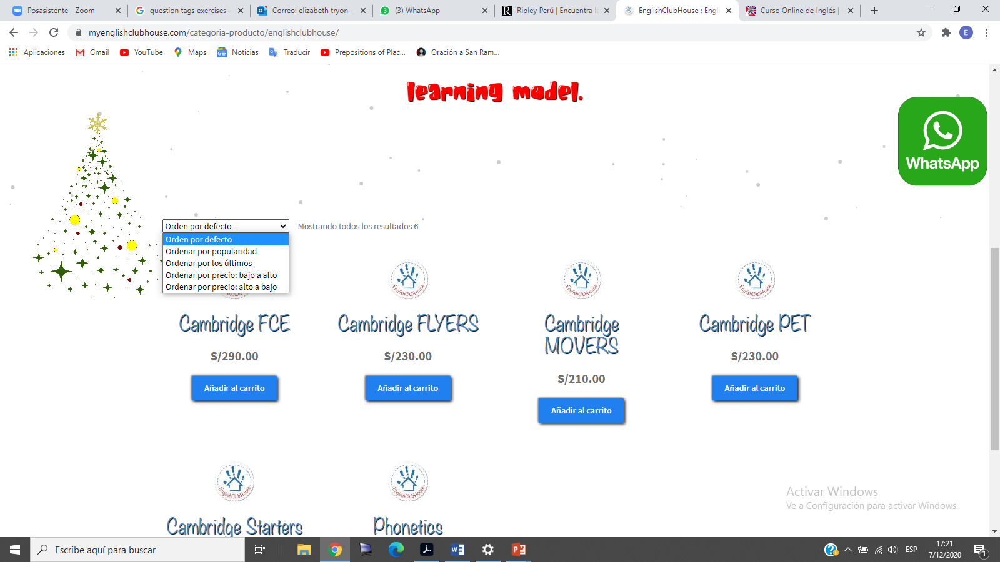 Posasistente - Zoom
question tags exercises -
Correo: elizabeth tryon -
(3) WhatsApp
Ripley Perú | Encuentra l
EnglishClubHouse : Engli
Curso Online de Inglés |
myenglishclubhouse.com/categoria-producto/englishclubhouse/
E
Aplicaciones
Gmail
YouTube
Maps
Noticias
Traducir
Prepositions of Plac...
Oración a San Ram...
learning model.
WhatsApp
Orden por defecto
Mostrando todos los resultados 6
Orden por defecto
Ordenar por popularidad
Ordenar por los últimos
Ordenar por precio: bajo a alto
Ordenar por precio: alto a bajo
EnglishClubHouse
EnglishClubHouse
EnglishClubHouse
Cambridge FCE
Cambridge FLYERS
Cambridge
MOVERS
Cambridge PET
S/290.00
S/230.00
S/210.00
S/230.00
Añadir al carrito
Añadir al carrito
Añadir al carrito
Añadir al carrito
EnglishClubHouse
EnglishClubHouse
Cambridge Starters
Phonetics
Activar Windows
Ve a Configuración para activar Windows.
Escribe aquí para buscar
ESP
17:21
7/12/2020
1